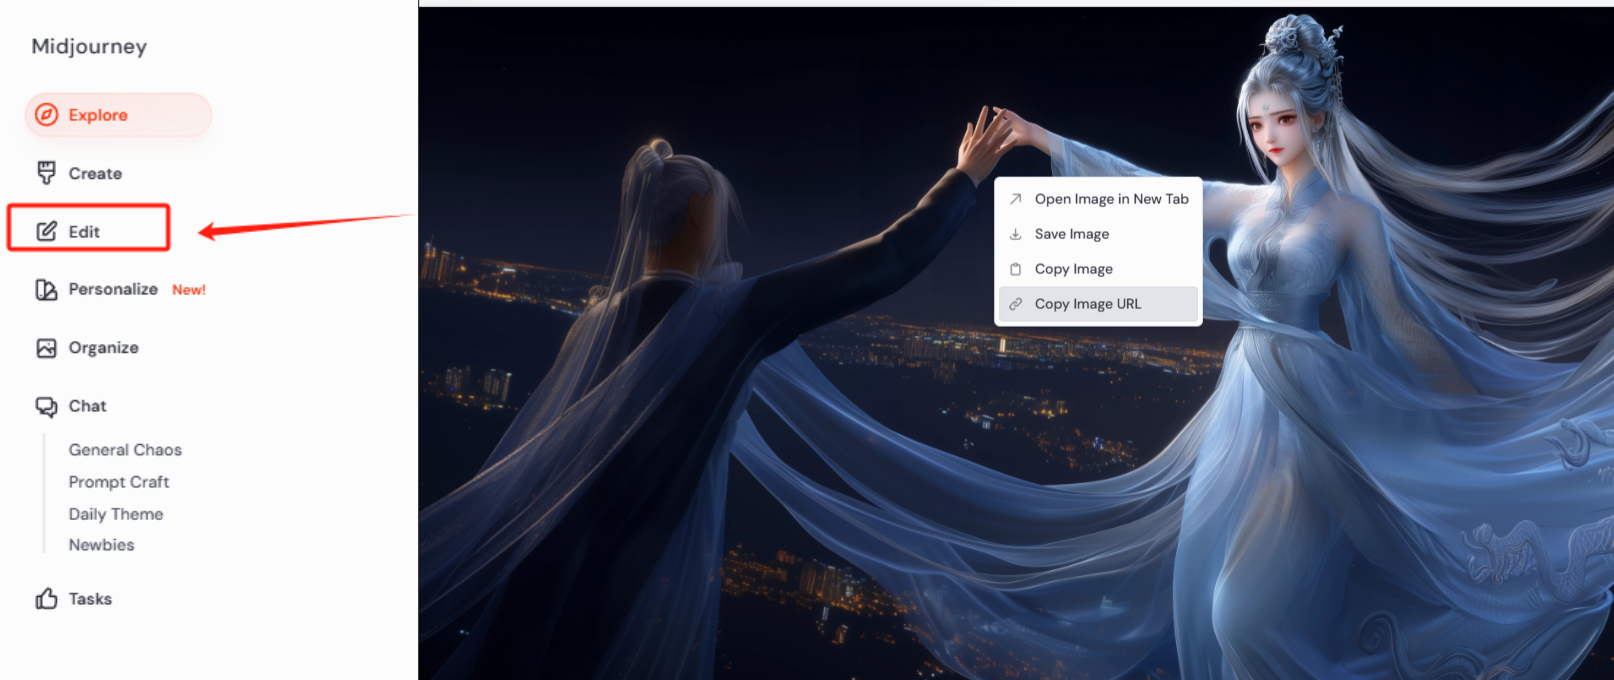 Midjourney
Explore
Create
Edit
Personalize New!
Organize
Chat
General Chaos
Prompt Craft
Daily Theme
Newbies
Tasks
Open Image in New Tab
Save Image
Copy Image
Copy Image URL